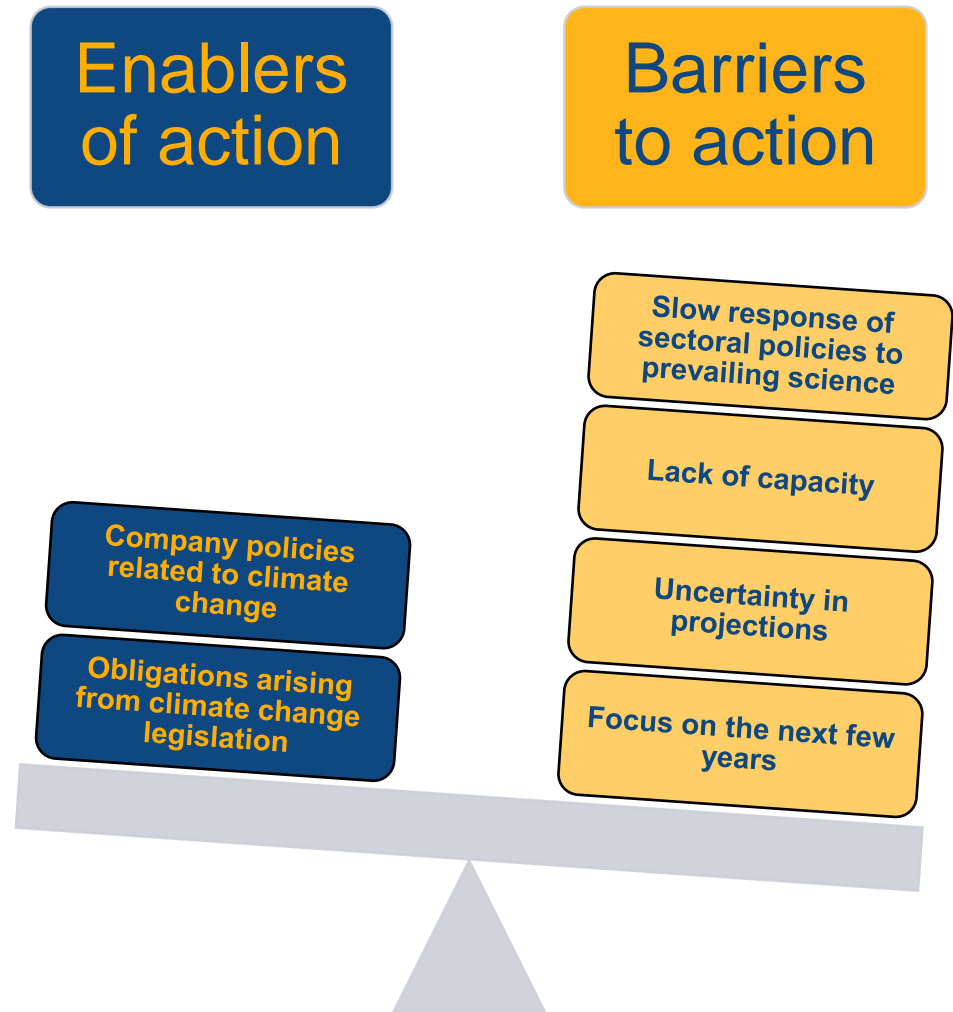 Enablers
of action
Barriers
to action
Slow response of
sectoral policies to
prevailing science
Lack of capacity
Uncertainty in
projections
Focus on the next few
years
Company policies
related to climate
change
Obligations arising
from climate change
legislation